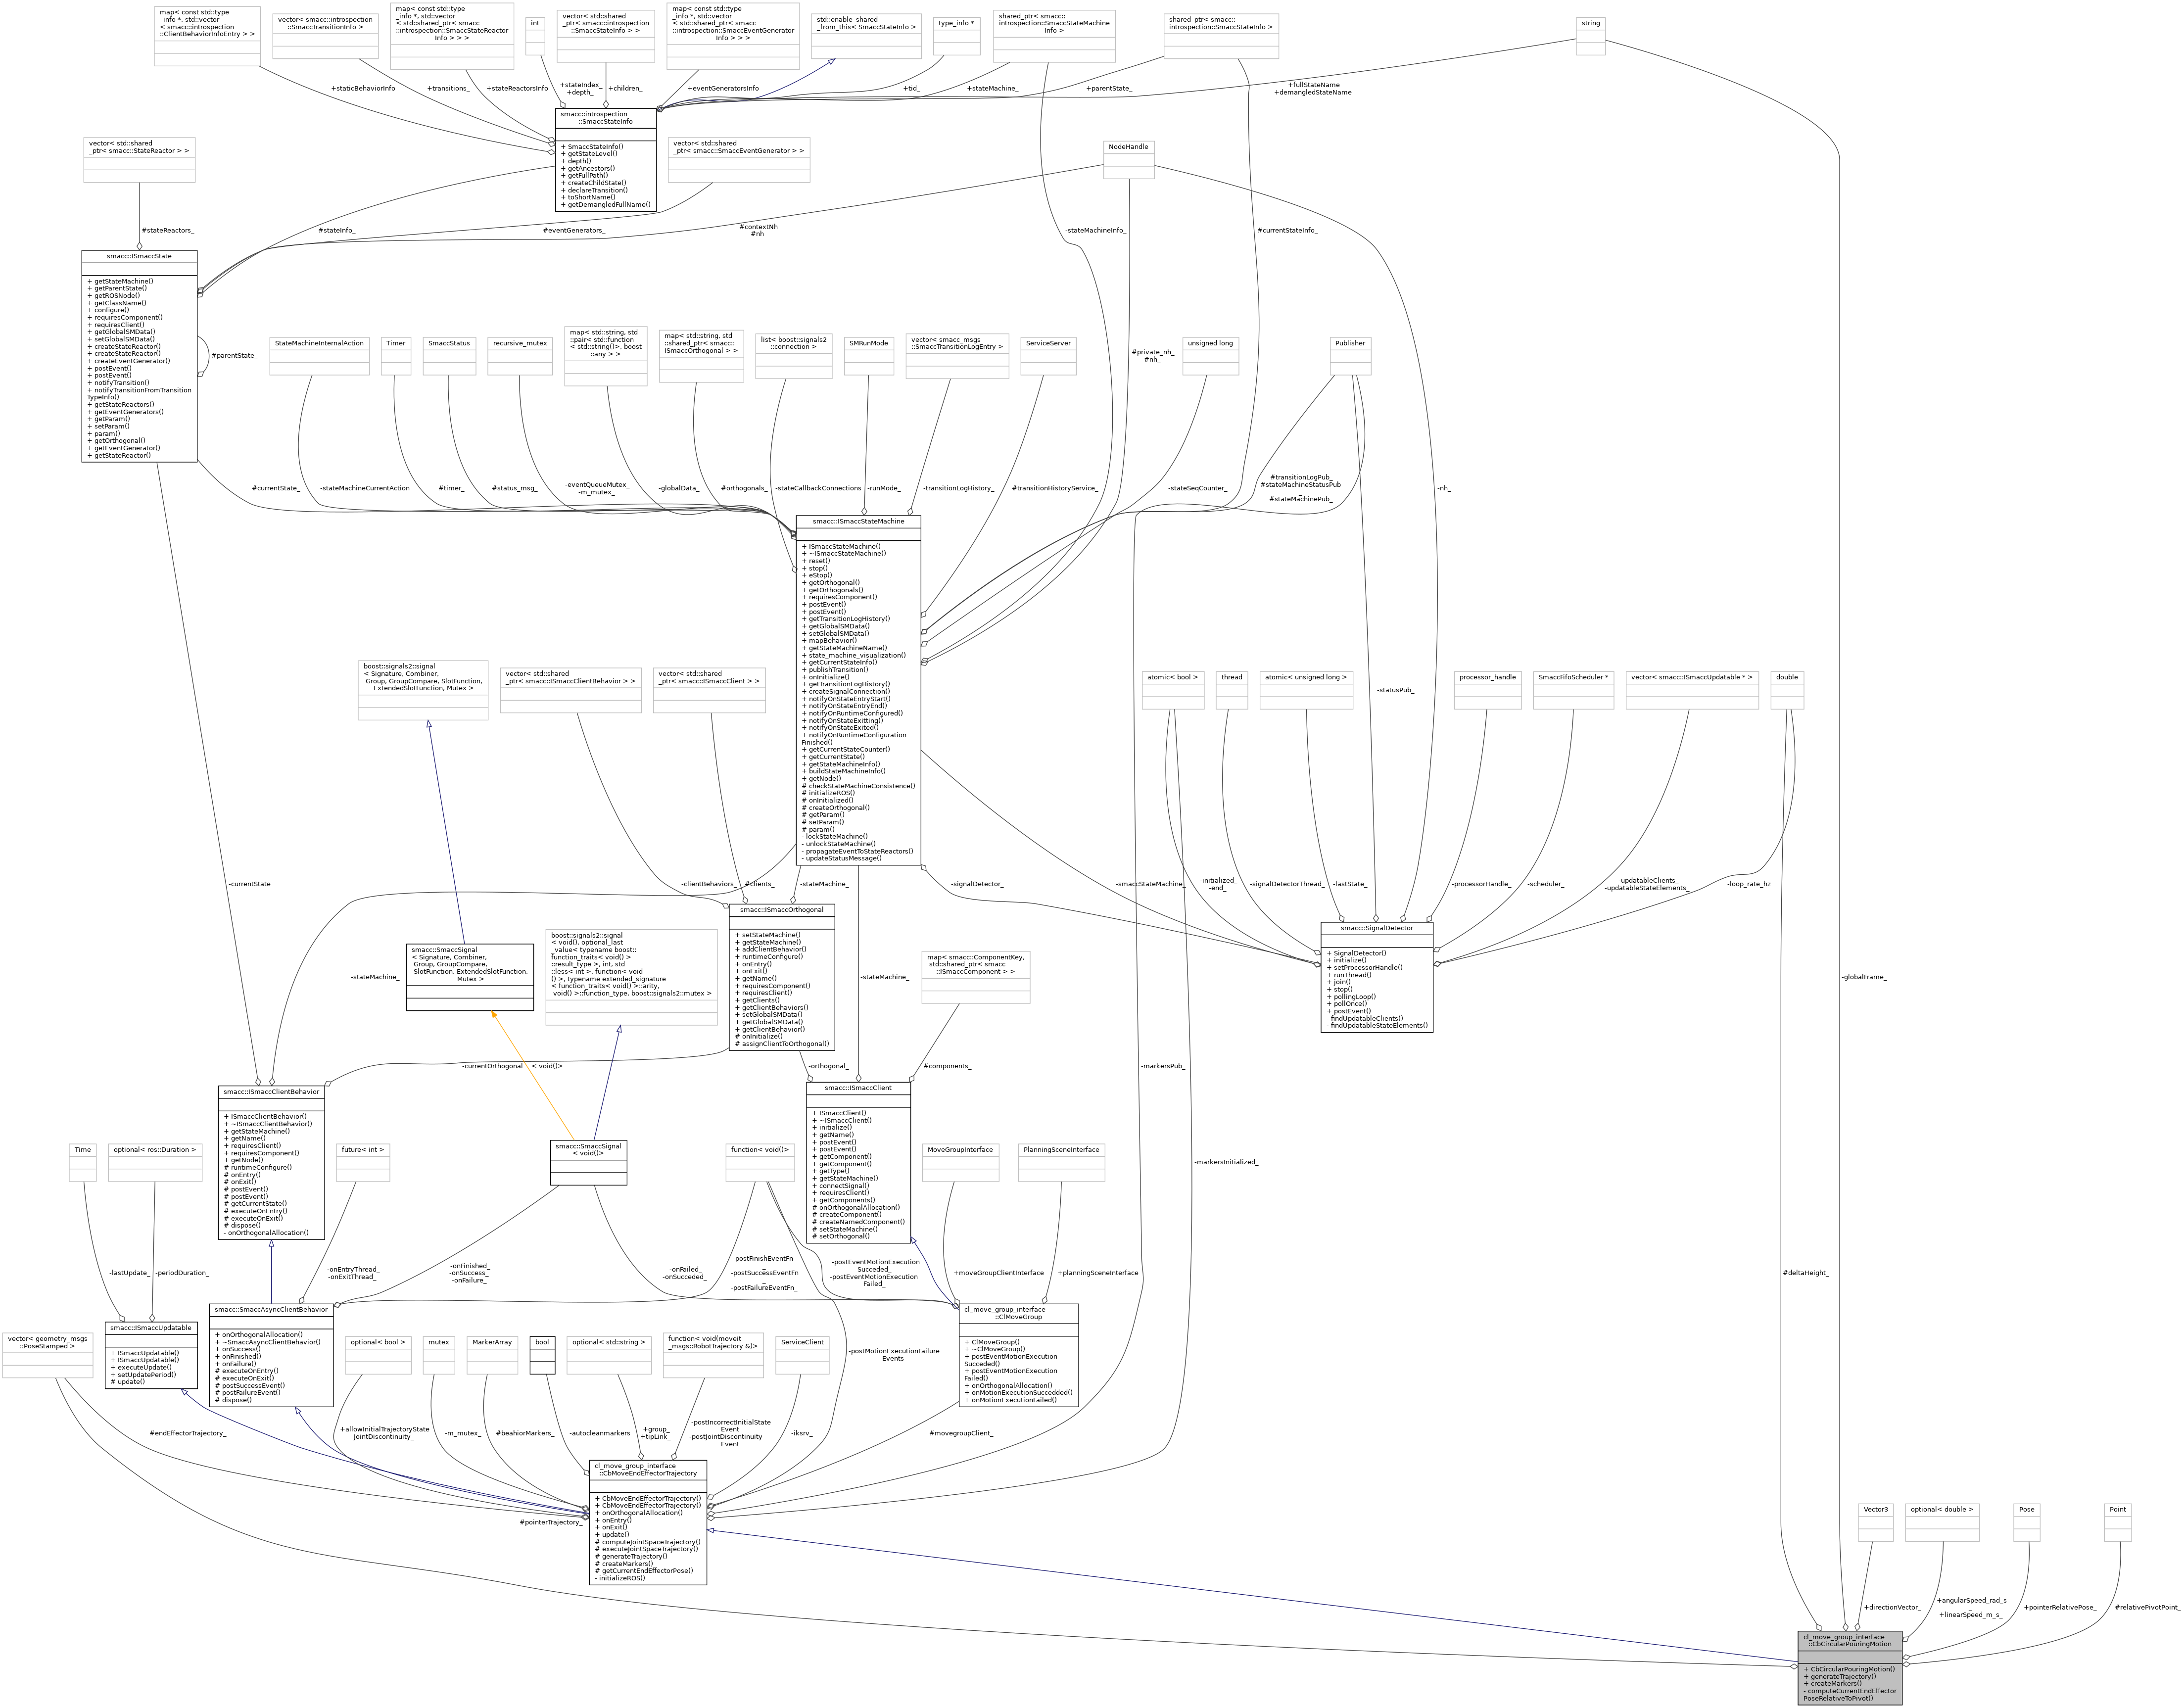 map< const std::type
_info *, std::vector
< smacc::introspection
::ClientBehaviorInfoEntry > >
vector< smacc::introspection
::SmaccTransitionInfo >
map< const std::type
_info *, std::vector
< std::shared_ptr< smacc
::introspection::SmaccStateReactor
Info > > >
int
vector< std::shared
_ptr< smacc::introspection
::SmaccStateInfo > >
map< const std::type
_info *, std::vector
< std::shared_ptr< smacc
::introspection::SmaccEventGenerator
Info > > >
std::enable_shared
_from_this< SmaccStateInfo >
type_info *
shared_ptr< smacc::
introspection::SmaccStateMachine
Info >
shared_ptr< smacc::
introspection::SmaccStateInfo >
string
+staticBehaviorInfo
+transitions_
+stateReactorsInfo
+stateIndex_
+depth_
+children_
+eventGeneratorsInfo
+tid_
+stateMachine_
+parentState_
+fullStateName
+demangledStateName
smacc::introspection
::SmaccStateInfo
+ SmaccStateInfo()
+ getStateLevel()
+ depth()
+ getAncestors()
+ getFullPath()
+ createChildState()
+ declareTransition()
+ toShortName()
+ getDemangledFullName()
vector< std::shared
_ptr< smacc::StateReactor > >
vector< std::shared
_ptr< smacc::SmaccEventGenerator > >
NodeHandle
#stateReactors_
#stateInfo_
#eventGenerators_
#contextNh
#nh
-stateMachineInfo_
#currentStateInfo_
smacc::ISmaccState
+ getStateMachine()
+ getParentState()
+ getROSNode()
+ getClassName()
+ configure()
+ requiresComponent()
+ requiresClient()
+ getGlobalSMData()
+ setGlobalSMData()
+ createStateReactor()
+ createStateReactor()
+ createEventGenerator()
+ postEvent()
+ postEvent()
+ notifyTransition()
+ notifyTransitionFromTransition
TypeInfo()
+ getStateReactors()
+ getEventGenerators()
+ getParam()
+ setParam()
+ param()
+ getOrthogonal()
+ getEventGenerator()
+ getStateReactor()
#parentState_
StateMachineInternalAction
Timer
SmaccStatus
recursive_mutex
map< std::string, std
::pair< std::function
< std::string()>, boost
::any > >
map< std::string, std
::shared_ptr< smacc::
ISmaccOrthogonal > >
list< boost::signals2
::connection >
SMRunMode
vector< smacc_msgs
::SmaccTransitionLogEntry >
ServiceServer
#private_nh_
#nh_
unsigned long
Publisher
#currentState_
-stateMachineCurrentAction
#timer_
#status_msg_
-eventQueueMutex_
-m_mutex_
-globalData_
#orthogonals_
-stateCallbackConnections
-runMode_
-transitionLogHistory_
#transitionHistoryService_
-stateSeqCounter_
#transitionLogPub_
#stateMachineStatusPub
_
#stateMachinePub_
-nh_
smacc::ISmaccStateMachine
+ ISmaccStateMachine()
+ ~ISmaccStateMachine()
+ reset()
+ stop()
+ eStop()
+ getOrthogonal()
+ getOrthogonals()
+ requiresComponent()
+ postEvent()
+ postEvent()
+ getTransitionLogHistory()
+ getGlobalSMData()
+ setGlobalSMData()
+ mapBehavior()
+ getStateMachineName()
+ state_machine_visualization()
+ getCurrentStateInfo()
+ publishTransition()
+ onInitialize()
+ getTransitionLogHistory()
+ createSignalConnection()
+ notifyOnStateEntryStart()
+ notifyOnStateEntryEnd()
+ notifyOnRuntimeConfigured()
+ notifyOnStateExitting()
+ notifyOnStateExited()
+ notifyOnRuntimeConfiguration
Finished()
+ getCurrentStateCounter()
+ getCurrentState()
+ getStateMachineInfo()
+ buildStateMachineInfo()
+ getNode()
# checkStateMachineConsistence()
# initializeROS()
# onInitialized()
# createOrthogonal()
# getParam()
# setParam()
# param()
- lockStateMachine()
- unlockStateMachine()
- propagateEventToStateReactors()
- updateStatusMessage()
boost::signals2::signal
< Signature, Combiner,
Group, GroupCompare, SlotFunction,
ExtendedSlotFunction, Mutex >
vector< std::shared
_ptr< smacc::ISmaccClientBehavior > >
vector< std::shared
_ptr< smacc::ISmaccClient > >
atomic< bool >
thread
atomic< unsigned long >
-statusPub_
processor_handle
SmaccFifoScheduler *
vector< smacc::ISmaccUpdatable * >
double
-currentState
-clientBehaviors_
#clients_
-stateMachine_
-signalDetector_
-smaccStateMachine_
-initialized_
-end_
-signalDetectorThread_
-lastState_
-processorHandle_
-scheduler_
-updatableClients_
-updatableStateElements_
-loop_rate_hz
smacc::ISmaccOrthogonal
+ setStateMachine()
+ getStateMachine()
+ addClientBehavior()
+ runtimeConfigure()
+ onEntry()
+ onExit()
+ getName()
+ requiresComponent()
+ requiresClient()
+ getClients()
+ getClientBehaviors()
+ setGlobalSMData()
+ getGlobalSMData()
+ getClientBehavior()
# onInitialize()
# assignClientToOrthogonal()
smacc::SignalDetector
+ SignalDetector()
+ initialize()
+ setProcessorHandle()
+ runThread()
+ join()
+ stop()
+ pollingLoop()
+ pollOnce()
+ postEvent()
- findUpdatableClients()
- findUpdatableStateElements()
smacc::SmaccSignal
< Signature, Combiner,
Group, GroupCompare,
SlotFunction, ExtendedSlotFunction,
Mutex >
boost::signals2::signal
< void(), optional_last
_value< typename boost::
function_traits< void() >
::result_type >, int, std
::less< int >, function< void
() >, typename extended_signature
< function_traits< void() >::arity,
void() >::function_type, boost::signals2::mutex >
-stateMachine_
-stateMachine_
map< smacc::ComponentKey,
std::shared_ptr< smacc
::ISmaccComponent > >
-globalFrame_
-currentOrthogonal
< void()>
-orthogonal_
#components_
-markersPub_
smacc::ISmaccClientBehavior
+ ISmaccClientBehavior()
+ ~ISmaccClientBehavior()
+ getStateMachine()
+ getName()
+ requiresClient()
+ requiresComponent()
+ getNode()
# runtimeConfigure()
# onEntry()
# onExit()
# postEvent()
# postEvent()
# getCurrentState()
# executeOnEntry()
# executeOnExit()
# dispose()
- onOrthogonalAllocation()
smacc::ISmaccClient
+ ISmaccClient()
+ ~ISmaccClient()
+ initialize()
+ getName()
+ postEvent()
+ postEvent()
+ getComponent()
+ getComponent()
+ getType()
+ getStateMachine()
+ connectSignal()
+ requiresClient()
+ getComponents()
# onOrthogonalAllocation()
# createComponent()
# createNamedComponent()
# setStateMachine()
# setOrthogonal()
Time
optional< ros::Duration >
future< int >
smacc::SmaccSignal
< void()>
function< void()>
MoveGroupInterface
PlanningSceneInterface
-markersInitialized_
-lastUpdate_
-periodDuration_
-onEntryThread_
-onExitThread_
-onFinished_
-onSuccess_
-onFailure_
-onFailed_
-onSucceded_
-postFinishEventFn
_
-postSuccessEventFn
_
-postFailureEventFn_
-postEventMotionExecution
Succeded_
-postEventMotionExecution
Failed_
+moveGroupClientInterface
+planningSceneInterface
#deltaHeight_
smacc::SmaccAsyncClientBehavior
+ onOrthogonalAllocation()
+ ~SmaccAsyncClientBehavior()
+ onSuccess()
+ onFinished()
+ onFailure()
# executeOnEntry()
# executeOnExit()
# postSuccessEvent()
# postFailureEvent()
# dispose()
cl_move_group_interface
::ClMoveGroup
+ ClMoveGroup()
+ ~ClMoveGroup()
+ postEventMotionExecution
Succeded()
+ postEventMotionExecution
Failed()
+ onOrthogonalAllocation()
+ onMotionExecutionSuccedded()
+ onMotionExecutionFailed()
smacc::ISmaccUpdatable
+ ISmaccUpdatable()
+ ISmaccUpdatable()
+ executeUpdate()
+ setUpdatePeriod()
# update()
vector< geometry_msgs
::PoseStamped >
optional< bool >
mutex
MarkerArray
bool
optional< std::string >
function< void(moveit
_msgs::RobotTrajectory &)>
ServiceClient
-postMotionExecutionFailure
Events
#endEffectorTrajectory_
+allowInitialTrajectoryState
JointDiscontinuity_
-m_mutex_
#beahiorMarkers_
-autocleanmarkers
+group_
+tipLink_
-postIncorrectInitialState
Event
-postJointDiscontinuity
Event
-iksrv_
#movegroupClient_
cl_move_group_interface
::CbMoveEndEffectorTrajectory
+ CbMoveEndEffectorTrajectory()
+ CbMoveEndEffectorTrajectory()
+ onOrthogonalAllocation()
+ onEntry()
+ onExit()
+ update()
# computeJointSpaceTrajectory()
# executeJointSpaceTrajectory()
# generateTrajectory()
# createMarkers()
# getCurrentEndEffectorPose()
- initializeROS()
#pointerTrajectory_
Vector3
optional< double >
Pose
Point
+directionVector_
+angularSpeed_rad_s
_
+linearSpeed_m_s_
+pointerRelativePose_
#relativePivotPoint_
cl_move_group_interface
::CbCircularPouringMotion
+ CbCircularPouringMotion()
+ generateTrajectory()
+ createMarkers()
- computeCurrentEndEffector
PoseRelativeToPivot()